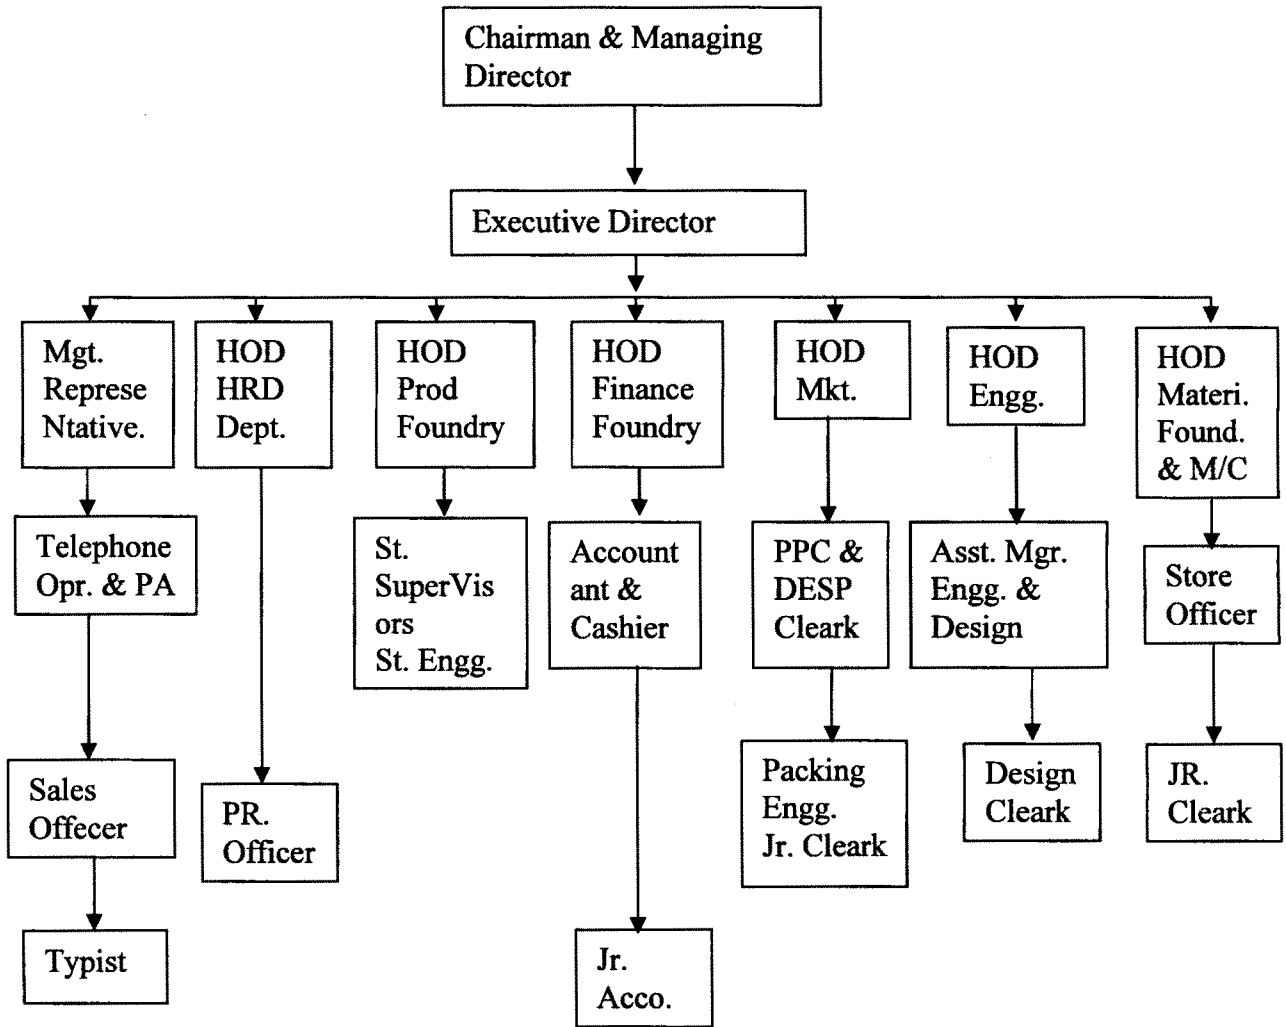 Chairman & Managing
Director
Executive Director
Mgt.
Represe
Ntative.
HOD
HRD
Dept.
HOD
Prod
Foundry
HOD
Finance
Foundry
HOD
Mkt.
HOD
Engg.
HOD
Materi.
Found.
& M/C
Telephone
Opr. & PA
St.
SuperVis
ors
St. Engg.
Account
ant &
Cashier
PPC &
DESP
Cleark
Asst. Mgr.
Engg. &
Design
Store
Officer
Sales
Offecer
PR.
Officer
Packing
Engg.
Jr. Cleark
Design
Cleark
JR.
Cleark
Typist
Jr.
Acco.